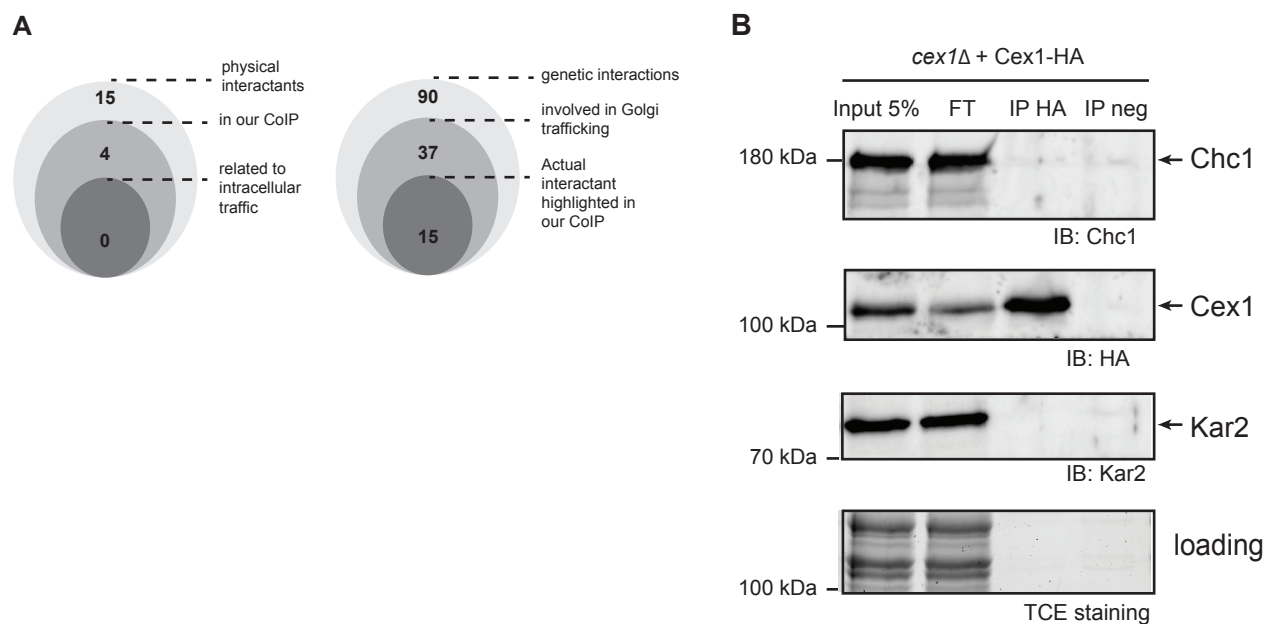 A
physical
interactants
15
in our CoIP
4
related to
intracellular
traffic
0
genetic interactions
90
involved in Golgi
trafficking
37
Actual
interactant
highlighted in
our CoIP
15
B
cex1Δ + Cex1-HA
Input 5% FT IP HA IP neg
180 kDa
Chc1
IB: Chc1
Cex1
100 kDa
IB: HA
Kar2
70 kDa
IB: Kar2
loading
100 kDa
TCE staining